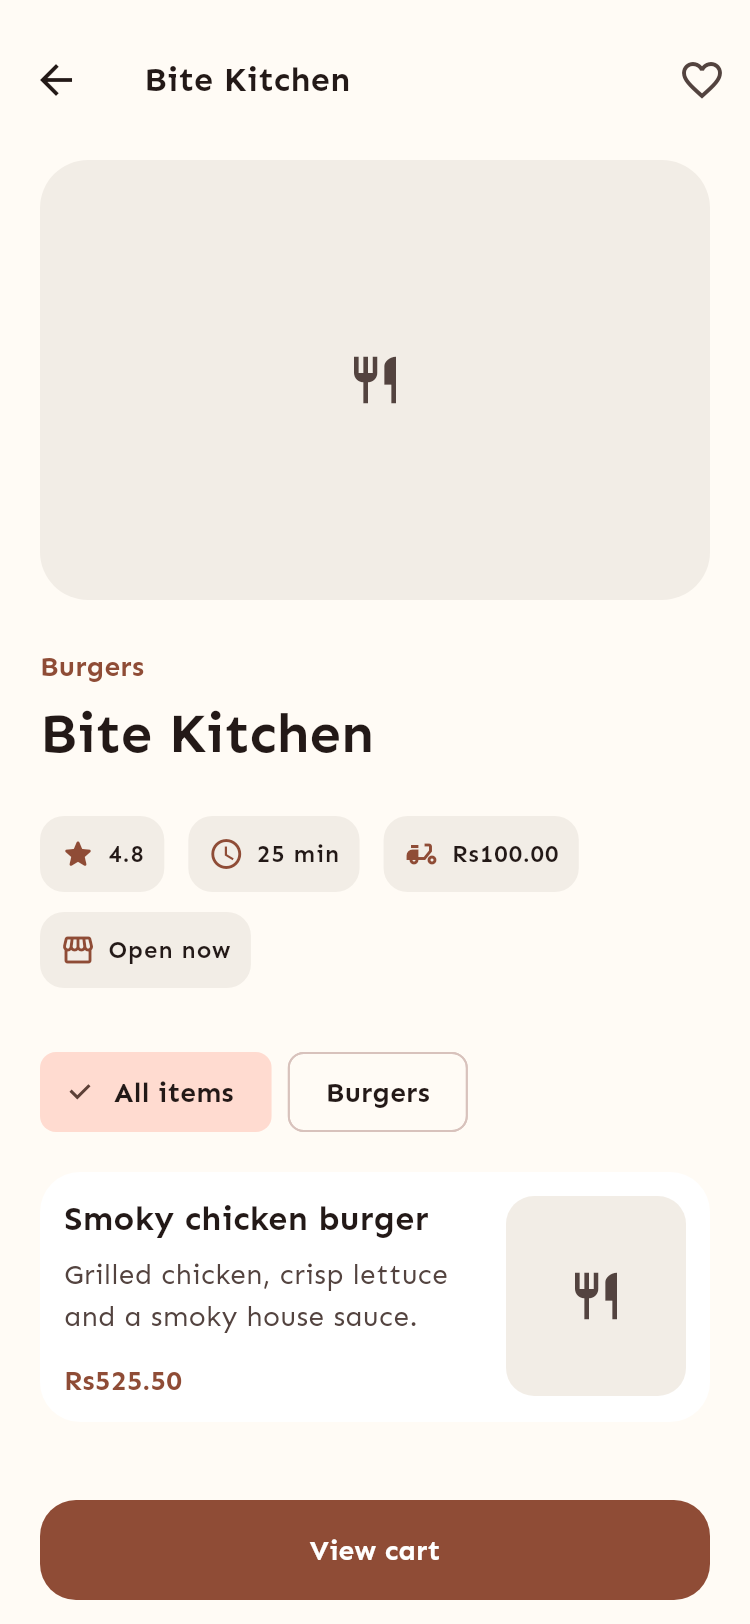 Bite Kitchen
Burgers
Bite Kitchen
4.8
25 min
Rs100.00
Open now
All items
Burgers
Smoky chicken burger
Grilled chicken, crisp lettuce
and a smoky house sauce.
Rs525.50
View cart